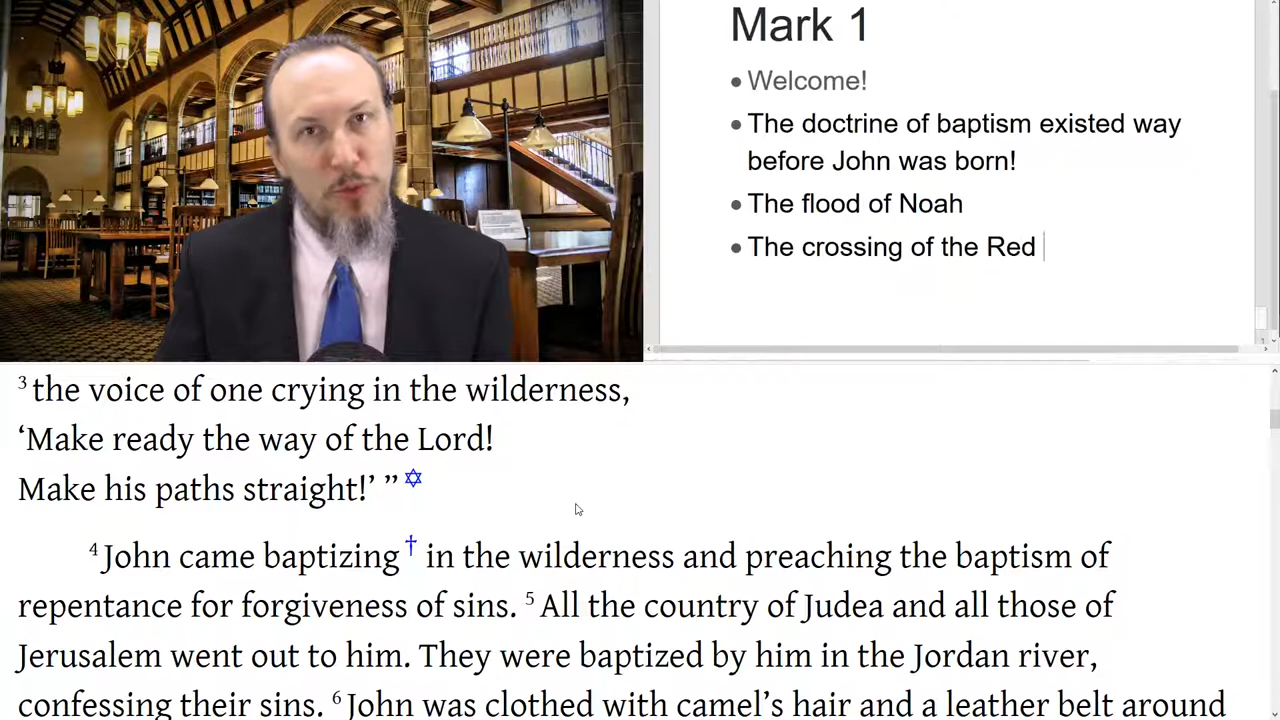 Mark 1
• Welcome!
• The doctrine of baptism existed way
before John was born!
• The flood of Noah
• The crossing of the Red
3 the voice of one crying in the wilderness,
‘Make ready the way of the Lord!
Make his paths straight!’ ” ✡
4 John came baptizing † in the wilderness and preaching the baptism of
repentance for forgiveness of sins. 5 All the country of Judea and all those of
Jerusalem went out to him. They were baptized by him in the Jordan river,
confessing their sins. 6 John was clothed with camel’s hair and a leather belt around